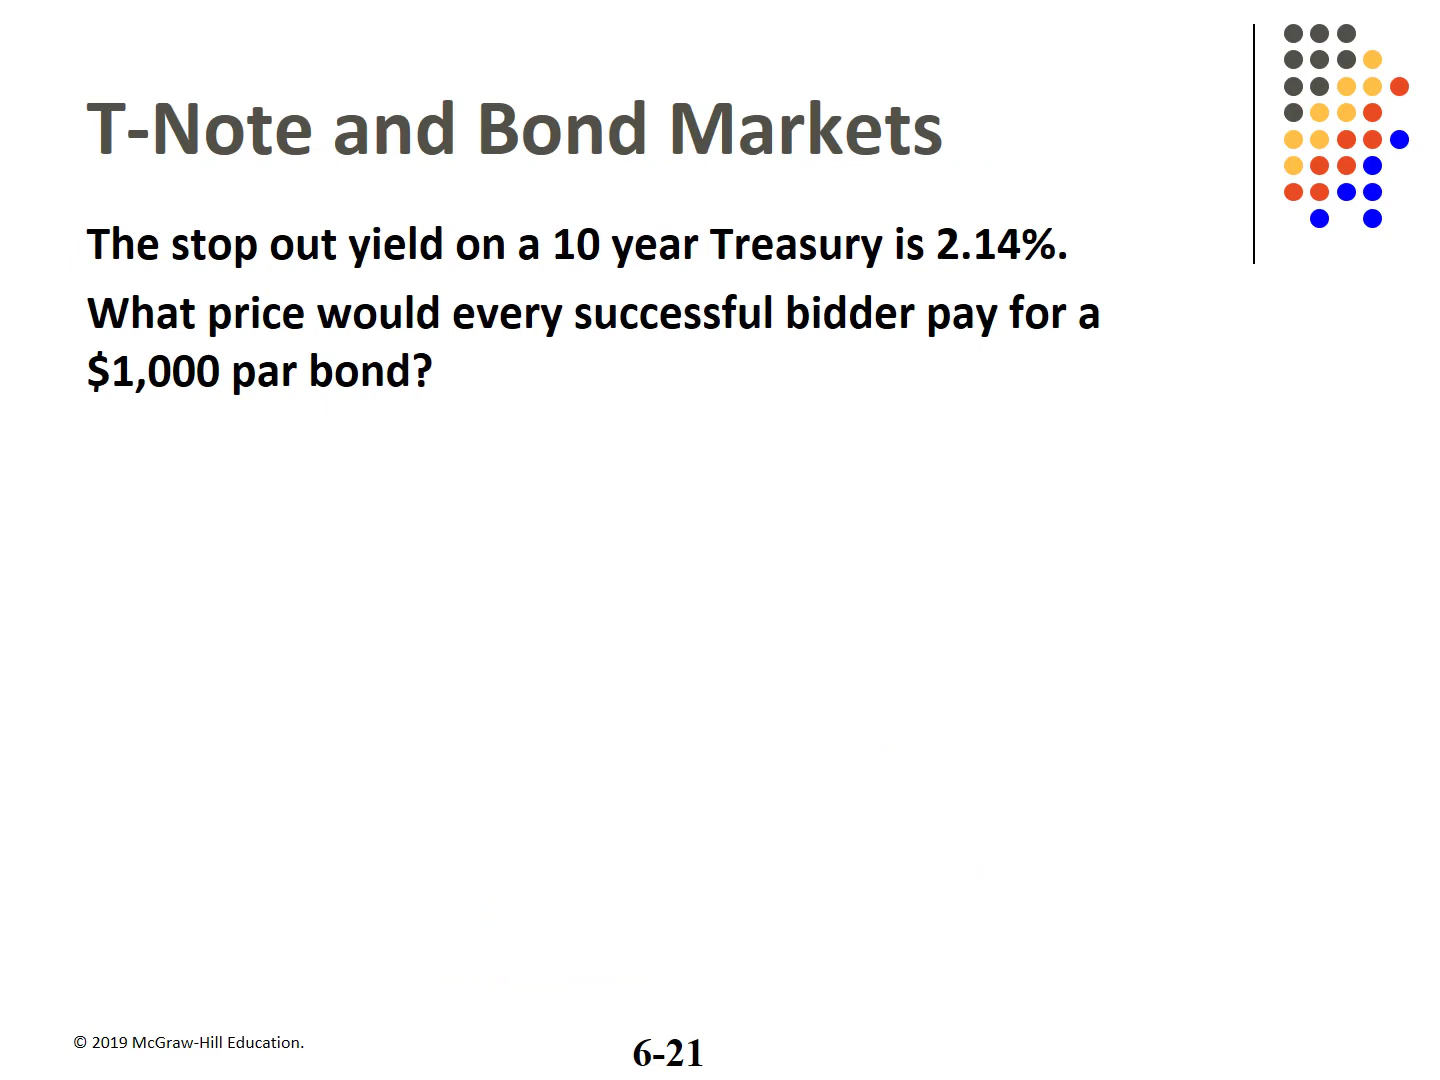 T-Note and Bond Markets
The stop out yield on a 10 year Treasury is 2.14%.
What price would every successful bidder pay for a
$1,000 par bond?
© 2019 McGraw-Hill Education.
6-21